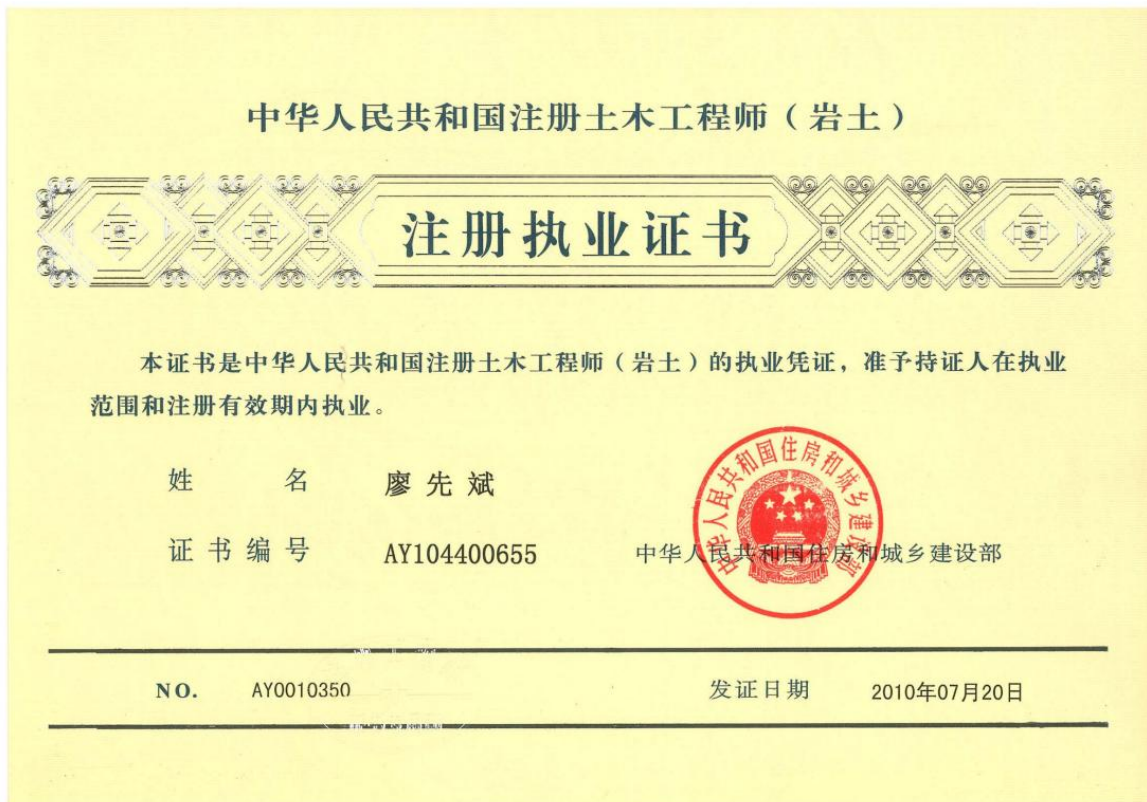 中华人民共和国注册土木工程师（岩土）
注册执业证书
本证书是中华人民共和国注册土木工程师（岩土）的执业凭证，准予持证人在执业
范围和注册有效期内执业。
姓 名 廖先斌
证书编号 AY104400655
中华人民共和国住房和城乡建设部
中华人民共和国住房和城乡建设部
NO. AY0010350
发证日期 2010年07月20日